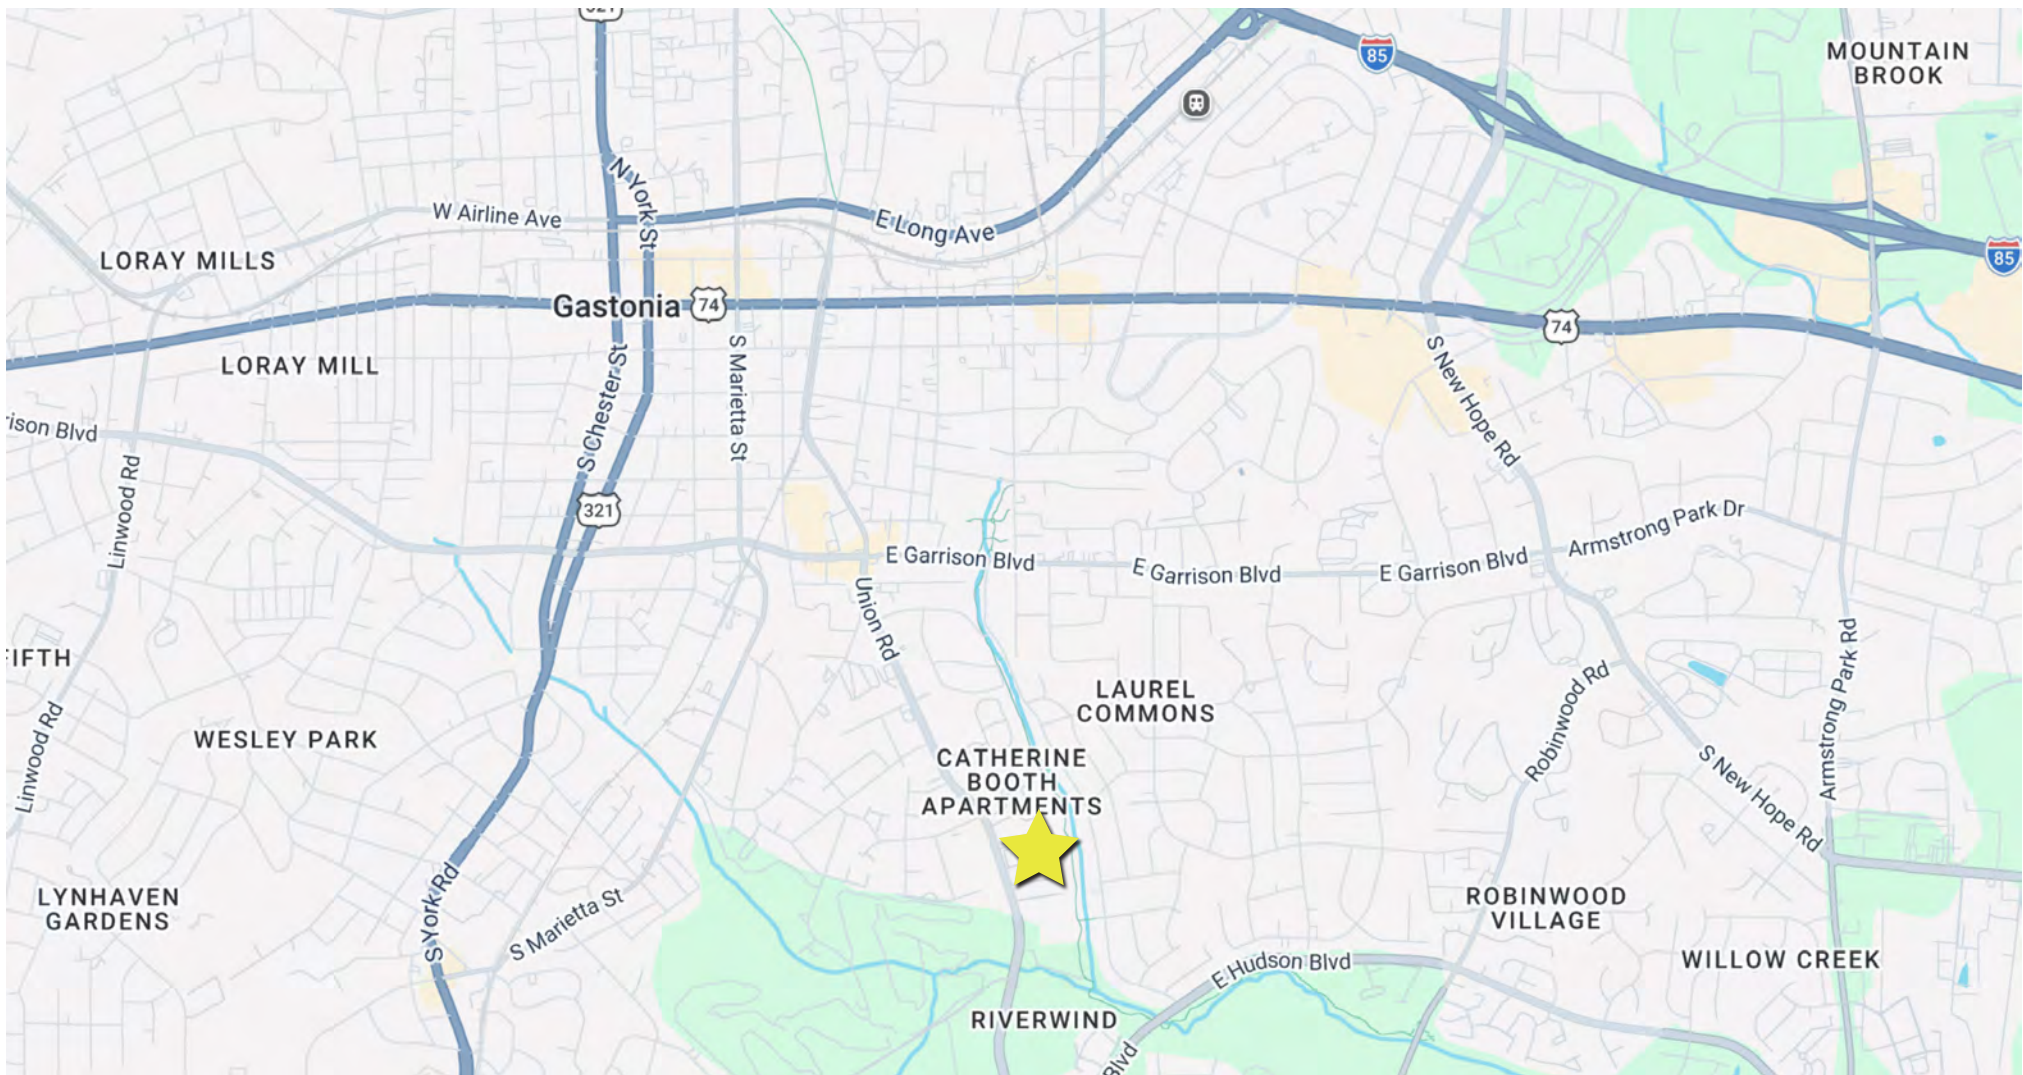 321
85
MOUNTAIN
BROOK
N York St
W Airline Ave
E Long Ave
LORAY MILLS
85
Gastonia
74
74
LORAY MILL
S Chester St
S Marietta St
S New Hope Rd
rison Blvd
Linwood Rd
321
Armstrong Park Dr
E Garrison Blvd
E Garrison Blvd
E Garrison Blvd
Union Rd
FIFTH
Armstrong Park Rd
Robinwood Rd
LAUREL
COMMONS
Linwood Rd
WESLEY PARK
S New Hope Rd
CATHERINE
BOOTH
APARTMENTS
LYNHAVEN
GARDENS
S York Rd
S Marietta St
ROBINWOOD
VILLAGE
E Hudson Blvd
WILLOW CREEK
RIVERWIND
Blvd